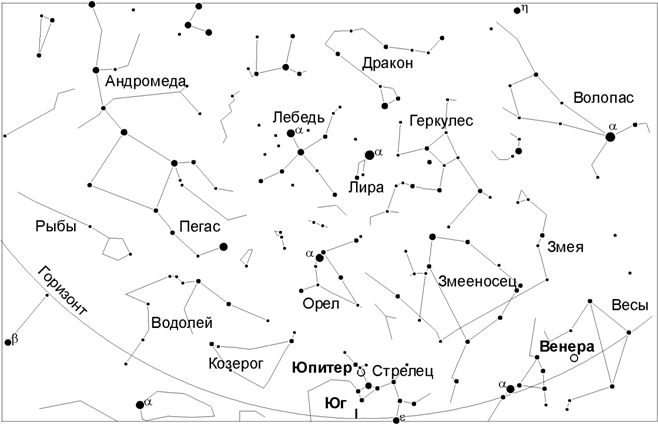 η
Дракон
Андромеда
Волопас
Лебедь
α
Геркулес
α
α
Лира
Рыбы
Пегас
Змея
α
Змееносец
Горизонт
Орел
Весы
Водолей
β
Венера
Козерог
Юпитер
Стрелец
α
Юг
α
ε